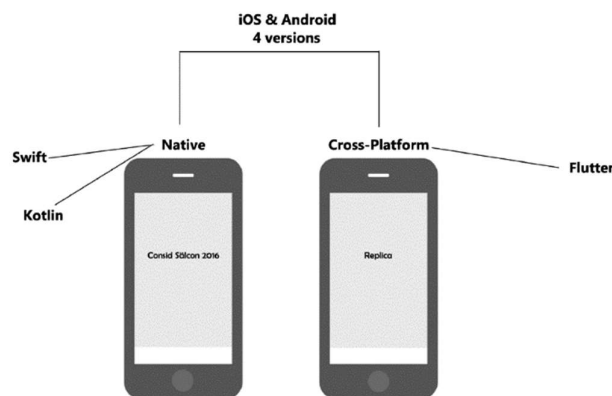 iOS & Android
4 versions
Native
Cross-Platform
Swift
Flutter
Kotlin
Consid Sälcon 2016
Replica